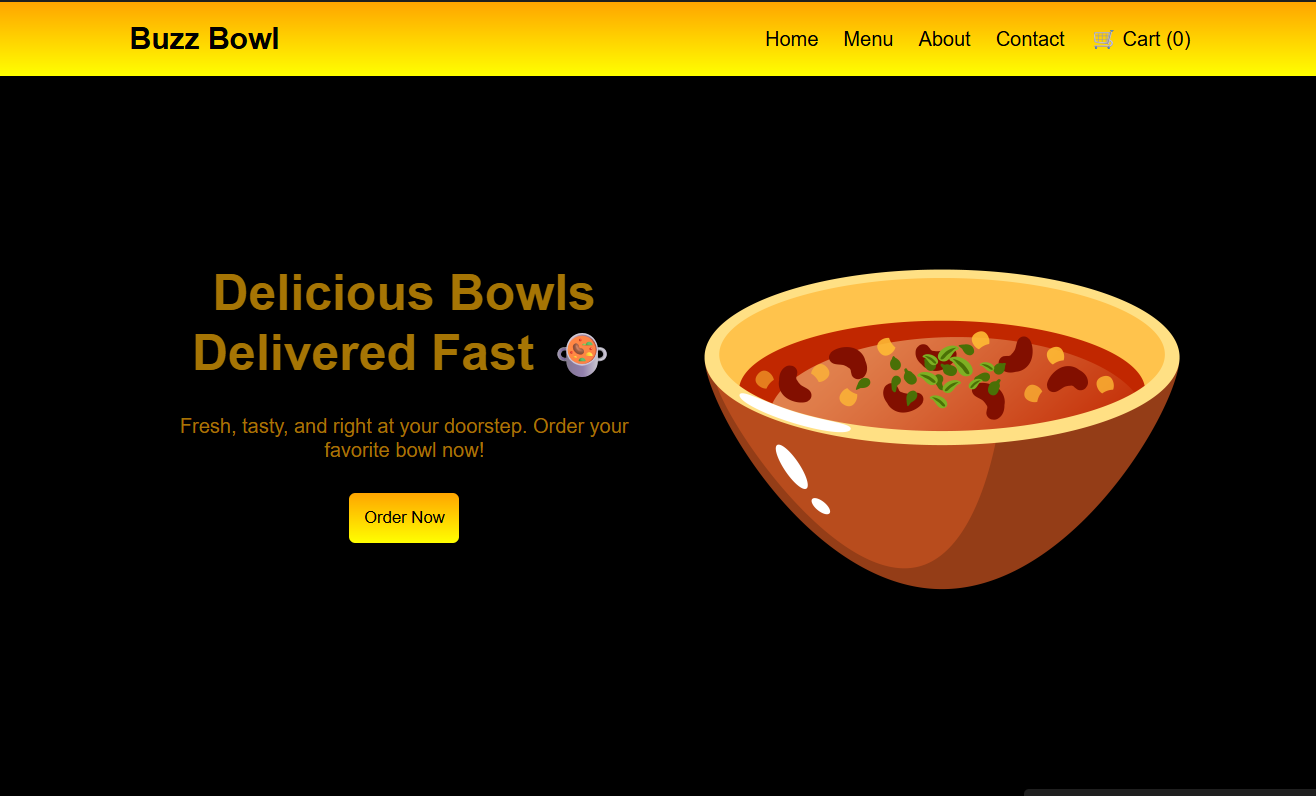 Buzz Bowl
Home Menu About Contact 🛒 Cart (0)
Delicious Bowls
Delivered Fast 🍲
Fresh, tasty, and right at your doorstep. Order your
favorite bowl now!
Order Now